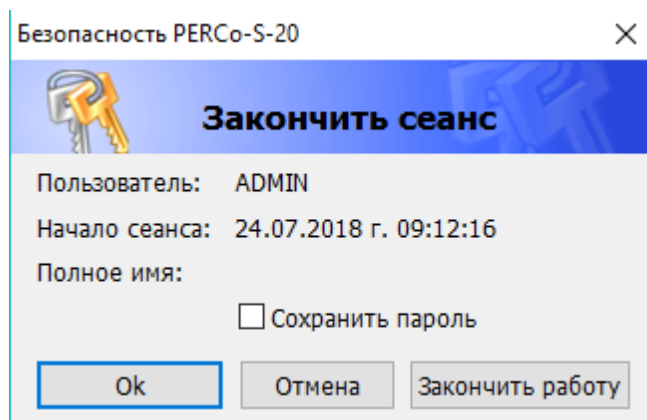 Безопасность PERCo-S-20
Закончить сеанс
Пользователь: ADMIN
Начало сеанса: 24.07.2018 г. 09:12:16
Полное имя:
Сохранить пароль
Ok Отмена Закончить работу